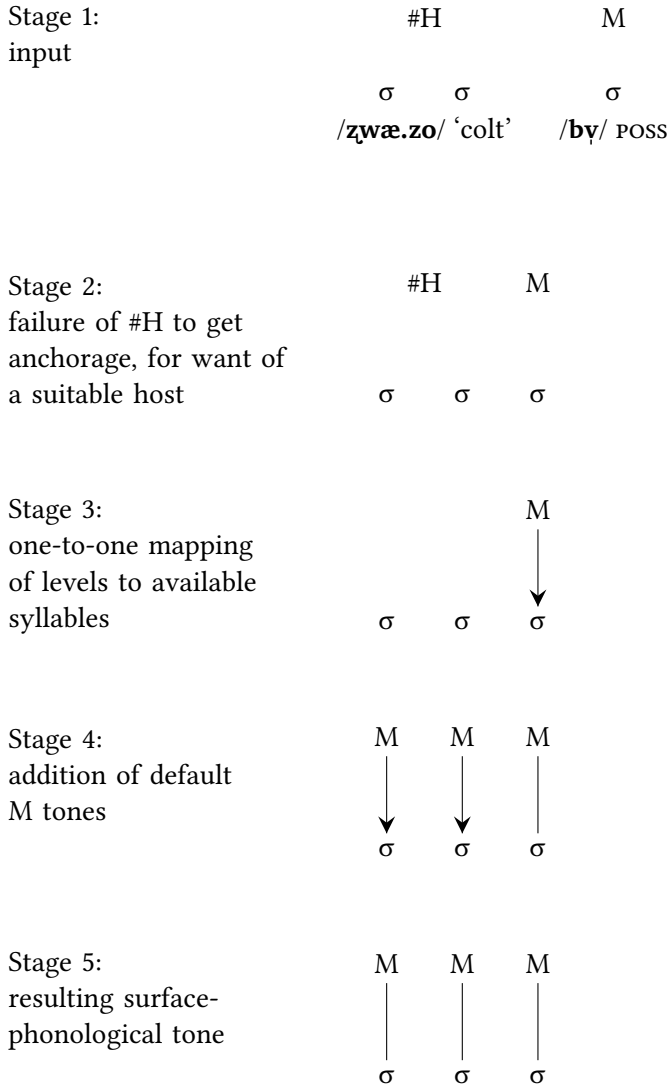 Stage 1: #H M
input
σ σ σ
/ʐwæ.zo/ ‘colt’ /bv̩/ POSS
Stage 2: #H M
failure of #H to get
anchorage, for want of
a suitable host σ σ σ
Stage 3: M
one-to-one mapping
of levels to available
syllables σ σ σ
Stage 4: M M M
addition of default
M tones
σ σ σ
Stage 5: M M M
resulting surface-
phonological tone
σ σ σ